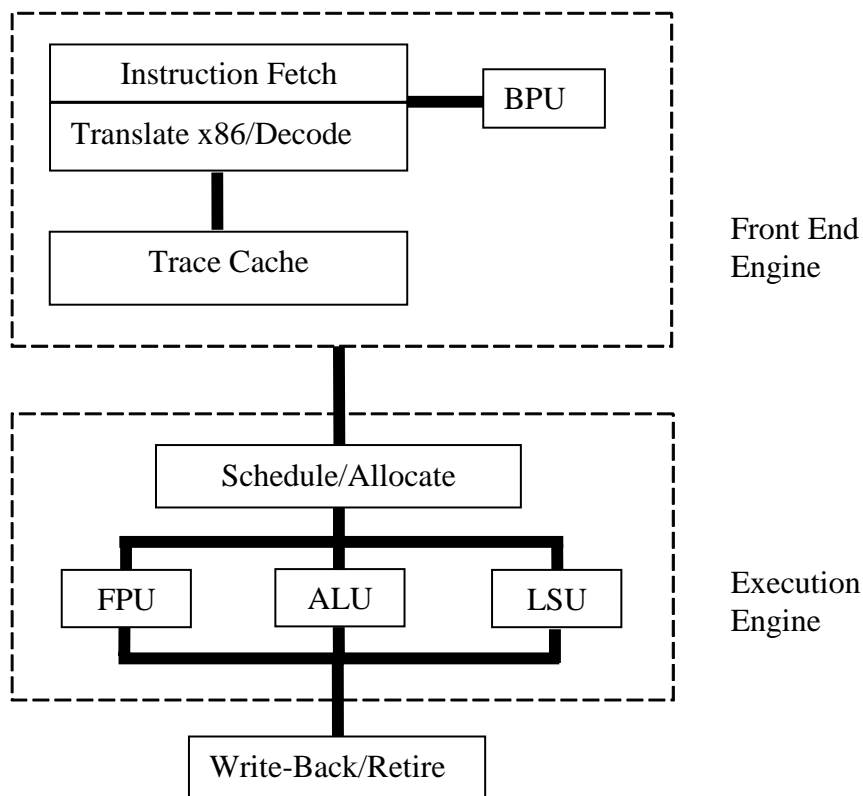 Instruction Fetch
BPU
Translate x86/Decode
Trace Cache
Front End
Engine
Schedule/Allocate
FPU
ALU
LSU
Execution
Engine
Write-Back/Retire